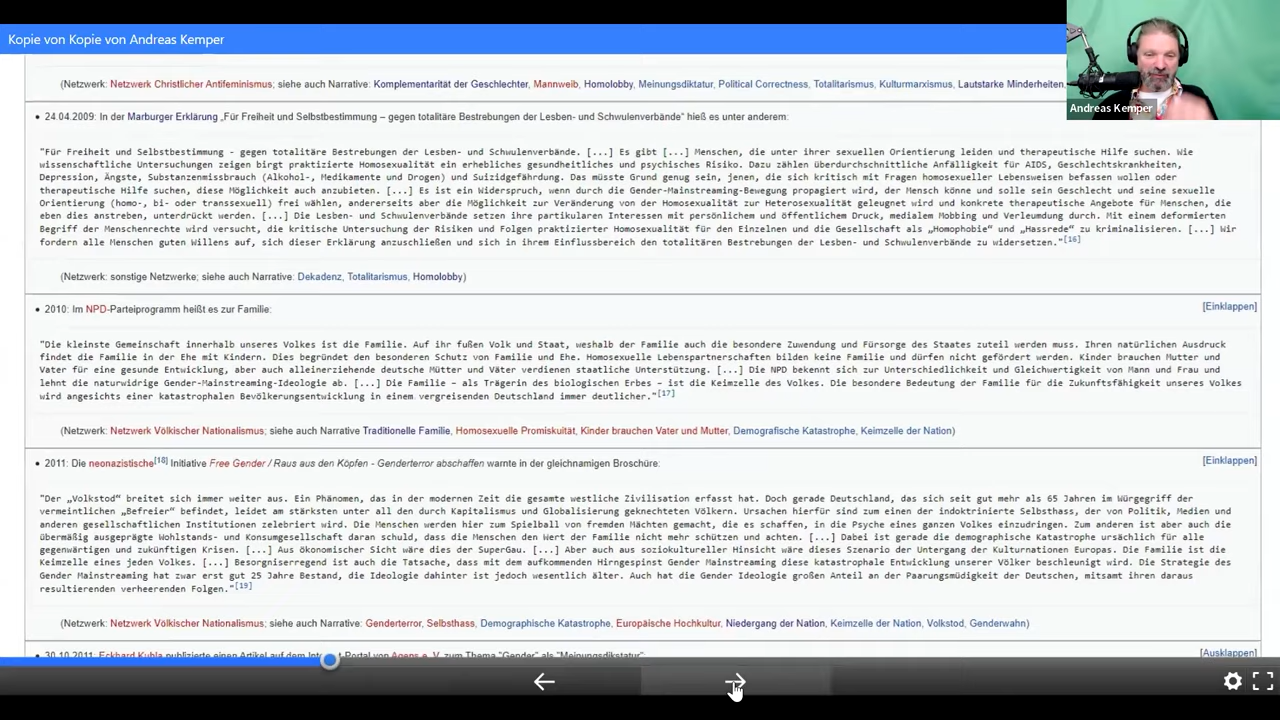 Kopie von Kopie von Andreas Kemper
Andreas Kemper
(Netzwerk: Netzwerk Christlicher Antifeminismus; siehe auch Narrative: Komplementarität der Geschlechter, Mannweib, Homolobby, Meinungsdiktatur, Political Correctness, Totalitarismus, Kulturmarxismus, Lautstarke Minderheiten,
• 24.04.2009: In der Marburger Erklärung „Für Freiheit und Selbstbestimmung – gegen totalitäre Bestrebungen der Lesben- und Schwulenverbände" hieß es unter anderem:
"Für Freiheit und Selbstbestimmung - gegen totalitäre Bestrebungen der Lesben- und Schwulenverbände. [...] Es gibt [...] Menschen, die unter ihrer sexuellen Orientierung leiden und therapeutische Hilfe suchen. Wie
wissenschaftliche Untersuchungen zeigen birgt praktizierte Homosexualität ein erhebliches gesundheitliches und psychisches Risiko. Dazu zählen überdurchschnittliche Anfälligkeit für AIDS, Geschlechtskrankheiten,
Depression, Ängste, Substanzenmissbrauch (Alkohol-, Medikamente und Drogen) und Suizidgefährdung. Das müsste Grund genug sein, jenen, die sich kritisch mit Fragen homosexueller Lebensweisen befassen wollen oder
therapeutische Hilfe suchen, diese Möglichkeit auch anzubieten. [...] Es ist ein Widerspruch, wenn durch die Gender-Mainstreaming-Bewegung propagiert wird, der Mensch könne und solle sein Geschlecht und seine sexuelle
Orientierung (homo-, bi- oder transsexuell) frei wählen, andererseits aber die Möglichkeit zur Veränderung von der Homosexualität zur Heterosexualität geleugnet wird und konkrete therapeutische Angebote für Menschen, die
eben dies anstreben, unterdrückt werden. [...] Die Lesben- und Schwulenverbände setzen ihre partikularen Interessen mit persönlichem und öffentlichem Druck, medialem Mobbing und Verleumdung durch. Mit einem deformierten
Begriff der Menschenrechte wird versucht, die kritische Untersuchung der Risiken und Folgen praktizierter Homosexualität für den Einzelnen und die Gesellschaft als „Homophobie" und „Hassrede" zu kriminalisieren. [...] Wir
fordern alle Menschen guten Willens auf, sich dieser Erklärung anzuschließen und sich in ihrem Einflussbereich den totalitären Bestrebungen der Lesben- und Schwulenverbände zu widersetzen."[16]
(Netzwerk: sonstige Netzwerke; siehe auch Narrative: Dekadenz, Totalitarismus, Homolobby)
• 2010: Im NPD-Parteiprogramm heißt es zur Familie: [Einklappen]
"Die kleinste Gemeinschaft innerhalb unseres Volkes ist die Familie. Auf ihr fußen Volk und Staat, weshalb der Familie auch die besondere Zuwendung und Fürsorge des Staates zuteil werden muss. Ihren natürlichen Ausdruck
findet die Familie in der Ehe mit Kindern. Dies begründet den besonderen Schutz von Familie und Ehe. Homosexuelle Lebenspartnerschaften bilden keine Familie und dürfen nicht gefördert werden. Kinder brauchen Mutter und
Vater für eine gesunde Entwicklung, aber auch alleinerziehende deutsche Mütter und Väter verdienen staatliche Unterstützung. [...] Die NPD bekennt sich zur Unterschiedlichkeit und Gleichwertigkeit von Mann und Frau und
lehnt die naturwidrige Gender-Mainstreaming-Ideologie ab. [...] Die Familie – als Trägerin des biologischen Erbes – ist die Keimzelle des Volkes. Die besondere Bedeutung der Familie für die Zukunftsfähigkeit unseres Volkes
wird angesichts einer katastrophalen Bevölkerungsentwicklung in einem vergreisenden Deutschland immer deutlicher."[17]
(Netzwerk: Netzwerk Völkischer Nationalismus; siehe auch Narrative Traditionelle Familie, Homosexuelle Promiskuität, Kinder brauchen Vater und Mutter, Demografische Katastrophe, Keimzelle der Nation)
• 2011: Die neonazistische[18] Initiative Free Gender / Raus aus den Köpfen - Genderterror abschaffen warnte in der gleichnamigen Broschüre: [Einklappen]
"Der „Volkstod" breitet sich immer weiter aus. Ein Phänomen, das in der modernen Zeit die gesamte westliche Zivilisation erfasst hat. Doch gerade Deutschland, das sich seit gut mehr als 65 Jahren im Würgegriff der
vermeintlichen „Befreier" befindet, leidet am stärksten unter all den durch Kapitalismus und Globalisierung geknechteten Völkern. Ursachen hierfür sind zum einen der indoktrinierte Selbsthass, der von Politik, Medien und
anderen gesellschaftlichen Institutionen zelebriert wird. Die Menschen werden hier zum Spielball von fremden Mächten gemacht, die es schaffen, in die Psyche eines ganzen Volkes einzudringen. Zum anderen ist aber auch die
übermäßig ausgeprägte Wohlstands- und Konsumgesellschaft daran schuld, dass die Menschen den Wert der Familie nicht mehr schützen und achten. [...] Dabei ist gerade die demographische Katastrophe ursächlich für alle
gegenwärtigen und zukünftigen Krisen. [...] Aus ökonomischer Sicht wäre dies der SuperGau. [...] Aber auch aus soziokultureller Hinsicht wäre dieses Szenario der Untergang der Kulturnationen Europas. Die Familie ist die
Keimzelle eines jeden Volkes. [...] Besorgniserregend ist auch die Tatsache, dass mit dem aufkommenden Hirngespinst Gender Mainstreaming diese katastrophale Entwicklung unserer Völker beschleunigt wird. Die Strategie des
Gender Mainstreaming hat zwar erst gut 25 Jahre Bestand, die Ideologie dahinter ist jedoch wesentlich älter. Auch hat die Gender Ideologie großen Anteil an der Paarungsmüdigkeit der Deutschen, mitsamt ihren daraus
resultierenden verheerenden Folgen."[19]
(Netzwerk: Netzwerk Völkischer Nationalismus; siehe auch Narrative: Genderterror, Selbsthass, Demographische Katastrophe, Europäische Hochkultur, Niedergang der Nation, Keimzelle der Nation, Volkstod, Genderwahn)
• 30.10.2011: Eckhard Kuhla publizierte einen Artikel auf dem Internet-Portal von Agens e. V. zum Thema "Gender" als "Meinungsdikstatur": [Ausklappen]